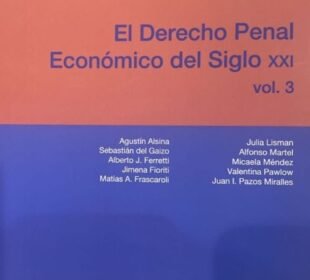 El Derecho Penal
Económico del Siglo XXI
vol. 3
Agustín Alsina
Sebastián del Gaizo
Alberto J. Ferretti
Jimena Fioriti
Matías A. Frascaroli
Julia Lisman
Alfonso Martel
Micaela Méndez
Valentina Pawlow
Juan I. Pazos Miralles